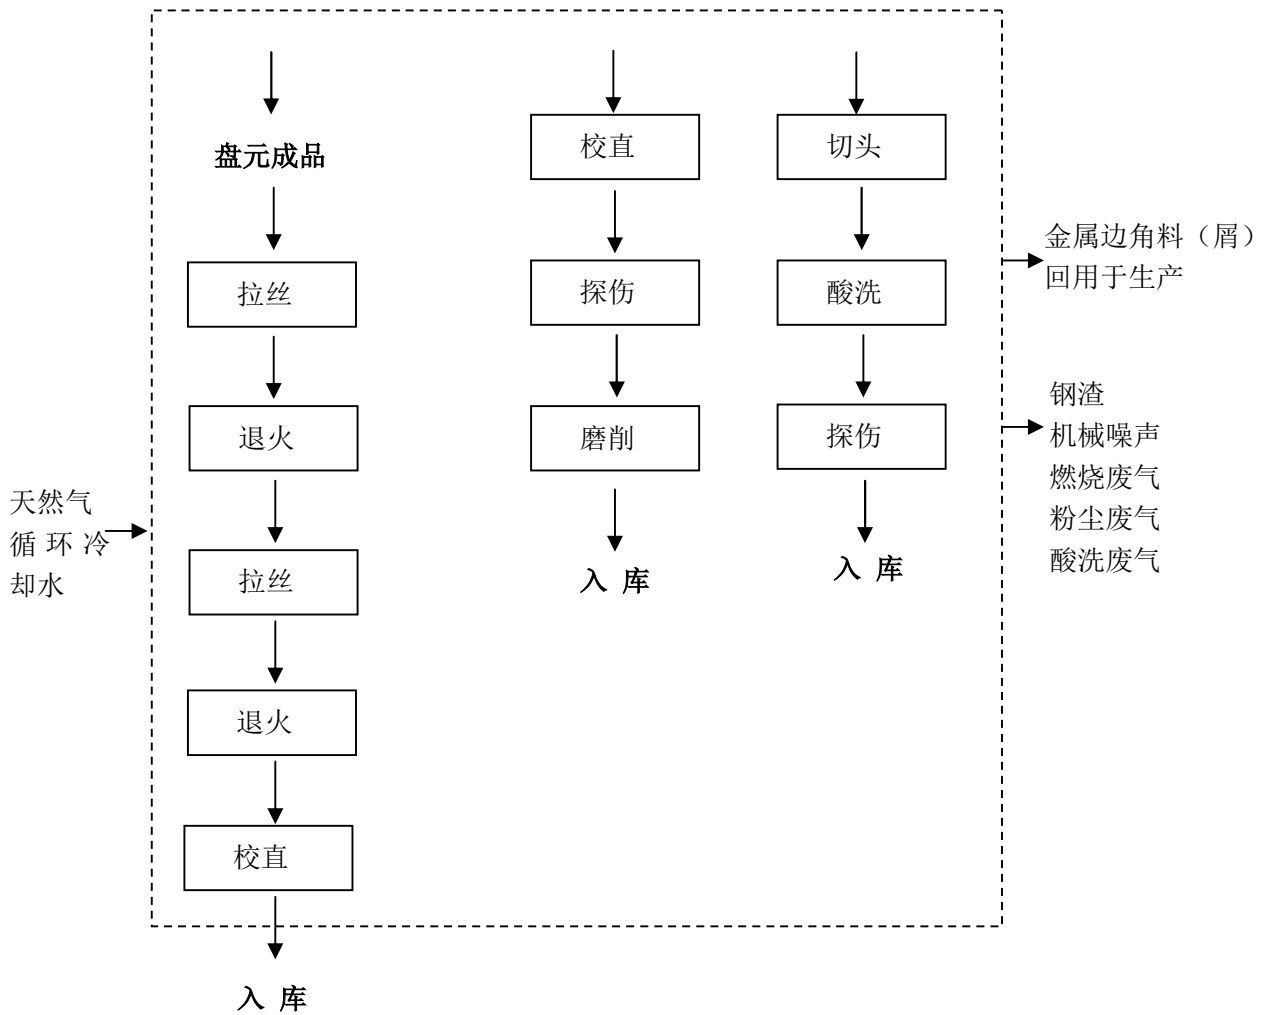 盘元成品
拉丝
退火
拉丝
退火
校直
入 库
校直
探伤
磨削
入 库
切头
酸洗
探伤
入 库
天然气
循 环 冷
却水
金属边角料（屑）
回用于生产
钢渣
机械噪声
燃烧废气
粉尘废气
酸洗废气